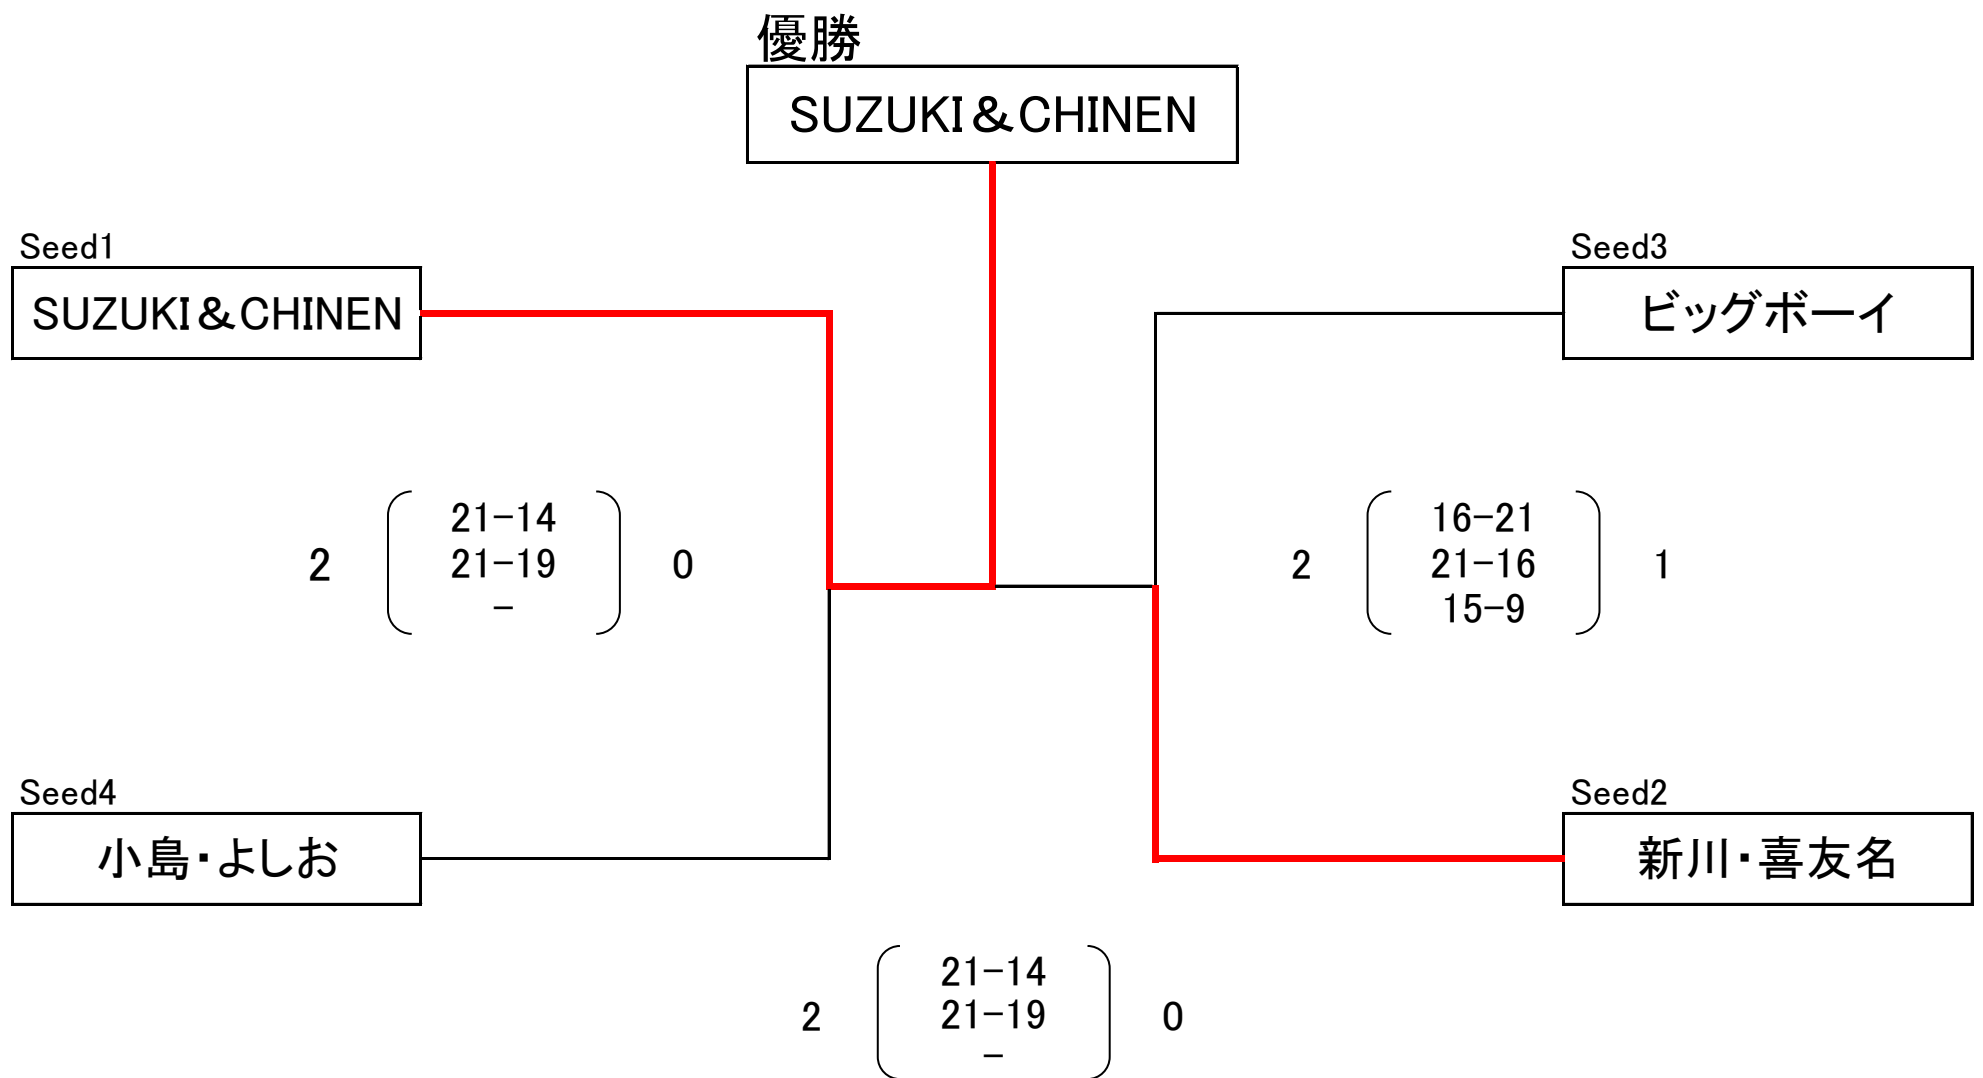 優勝
SUZUKI＆CHINEN
Seed1
SUZUKI＆CHINEN
Seed3
ビッグボーイ
2
21-14
21-19
-
0
2
16-21
21-16
15-9
1
Seed4
小島・よしお
Seed2
新川・喜友名
2
21-14
21-19
-
0